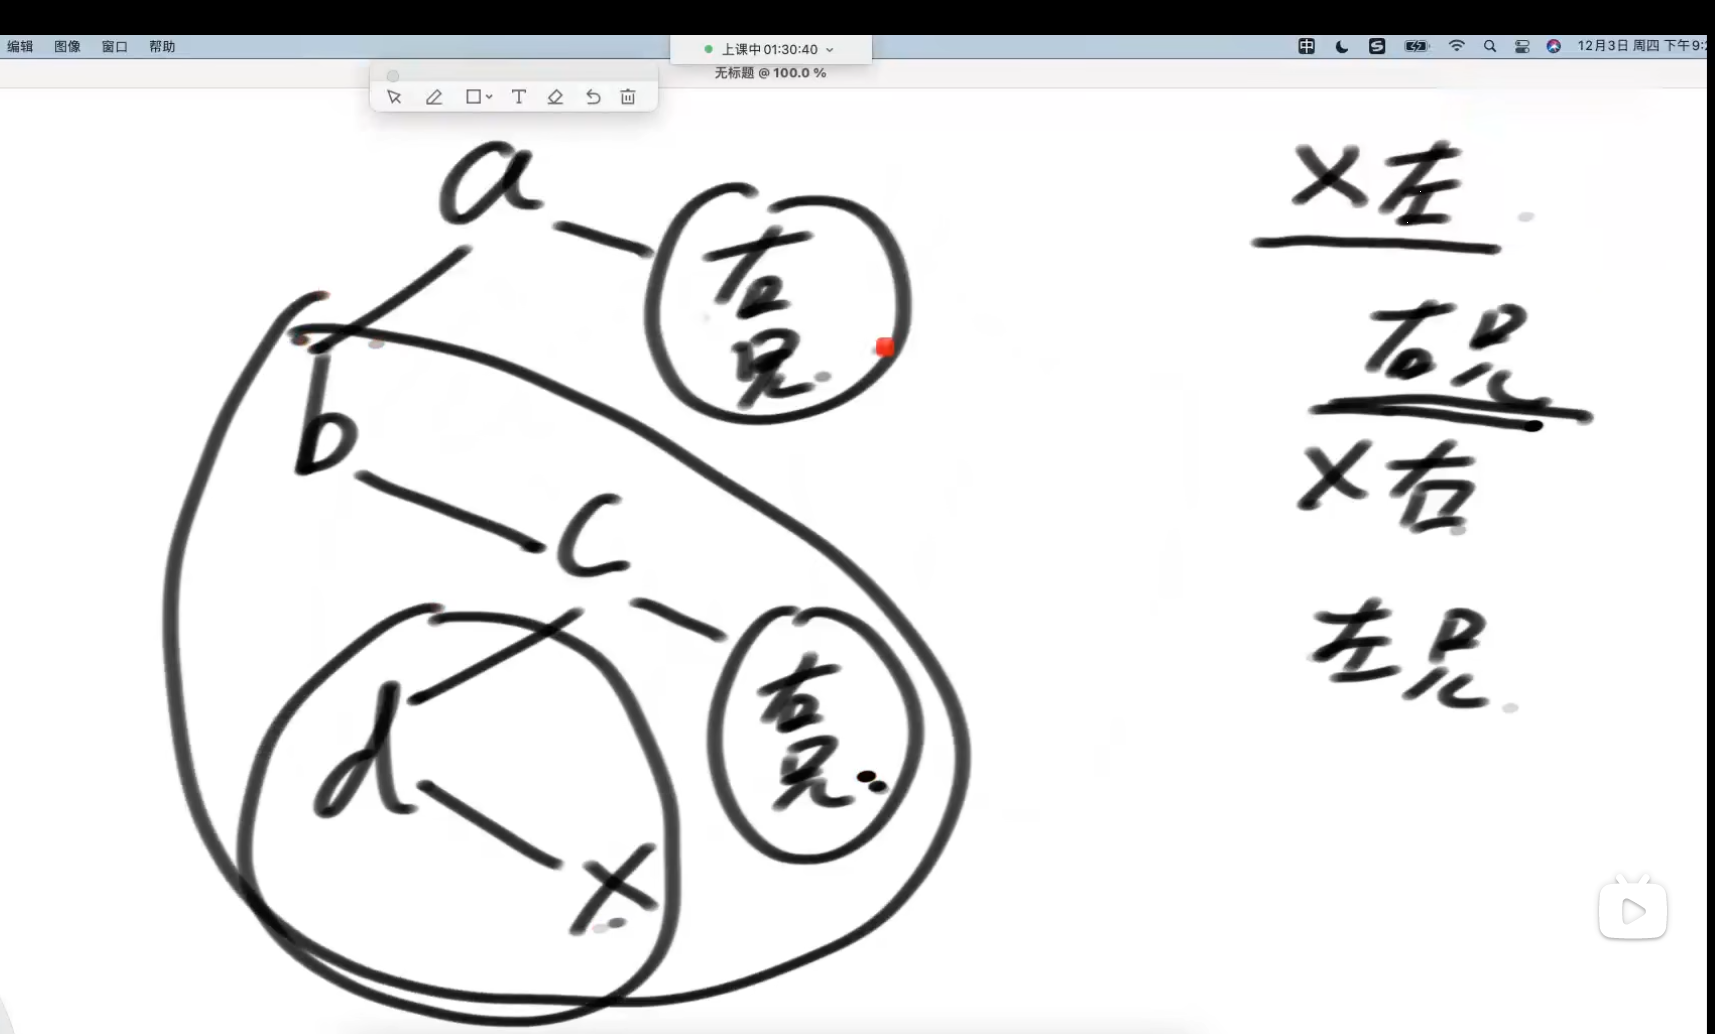 编辑 图像 窗口 帮助
上课中 01:30:40
中
12月3日 周四 下午9:
无标题 @ 100.0 %
T
a
右
兄
b
c
d
右
兄
x
x左
右兄
x右
左兄